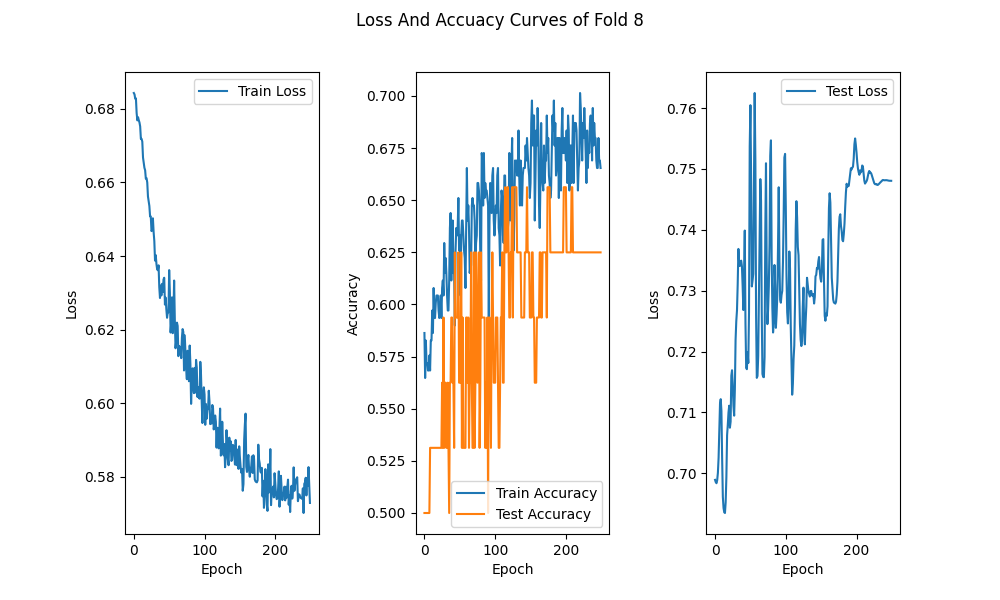 Loss And Accuacy Curves of Fold 8
Train Loss
0.68
0.66
0.64
0.62
0.60
0.58
Loss
0 100 200
Epoch
0.700
0.675
0.650
0.625
0.600
0.575
0.550
0.525
0.500
Accuracy
Train Accuracy
Test Accuracy
0 100 200
Epoch
Test Loss
0.76
0.75
0.74
0.73
0.72
0.71
0.70
Loss
0 100 200
Epoch